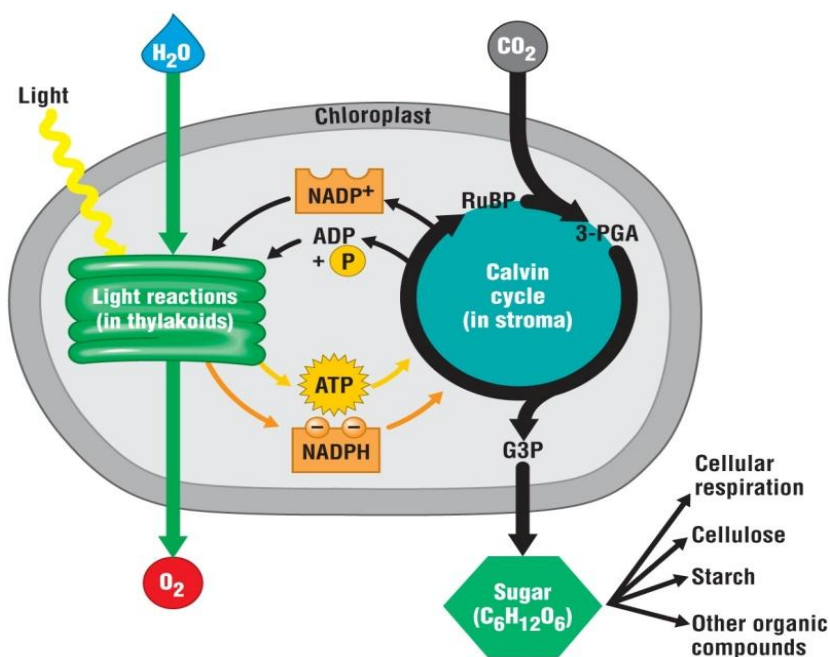 H₂O
CO₂
Light
Chloroplast
NADP⁺
RuBP
3-PGA
ADP
+ P
Light reactions
(in thylakoids)
Calvin
cycle
(in stroma)
ATP
− −
NADPH
G3P
O₂
Sugar
(C₆H₁₂O₆)
Cellular
respiration
Cellulose
Starch
Other organic
compounds